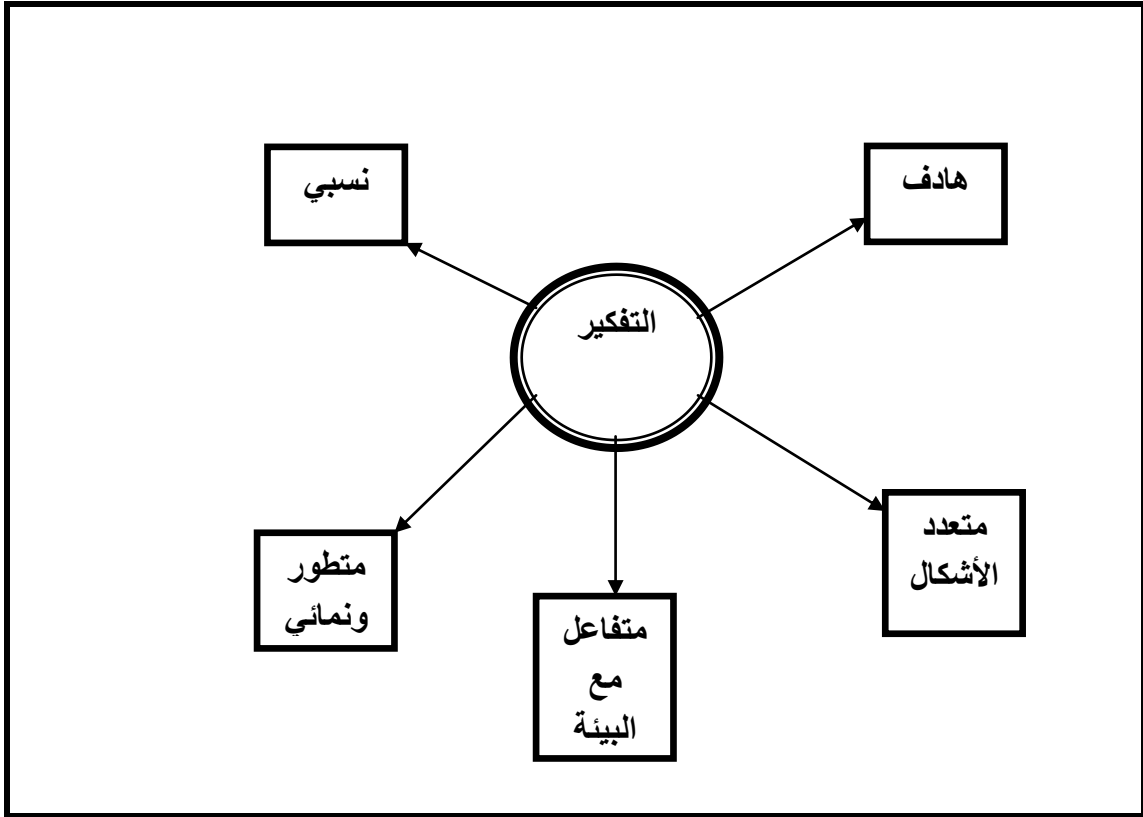 هادف
نسبي
التفكير
متعدد
الأشكال
متفاعل
مع
البيئة
متطور
ونمائي